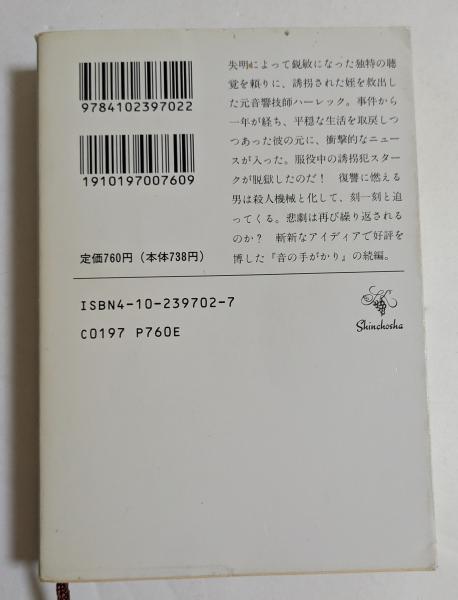 9784102397022
1910197007609
定価760円（本体738円）
失明によって鋭敏になった独特の聴
覚を頼りに、誘拐された姪を救出し
た元音響技師ハーレック。事件から
一年が経ち、平穏な生活を取戻しつ
つあった彼の元に、衝撃的なニュー
スが入った。服役中の誘拐犯スター
クが脱獄したのだ！　復讐に燃える
男は殺人機械と化して、刻一刻と迫
ってくる。悲劇は再び繰り返される
のか？　斬新なアイディアで好評を
博した『音の手がかり』の続編。
ISBN4-10-239702-7
C0197 P760E
Shinchosha